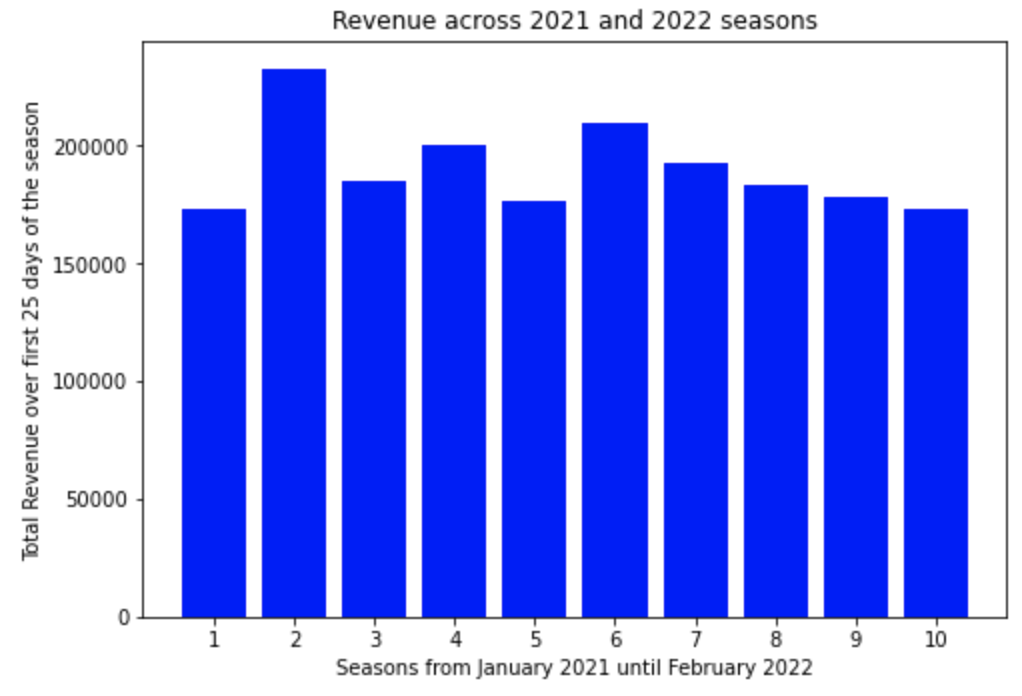 Revenue across 2021 and 2022 seasons
Total Revenue over first 25 days of the season
200000
150000
100000
50000
0
1 2 3 4 5 6 7 8 9 10
Seasons from January 2021 until February 2022